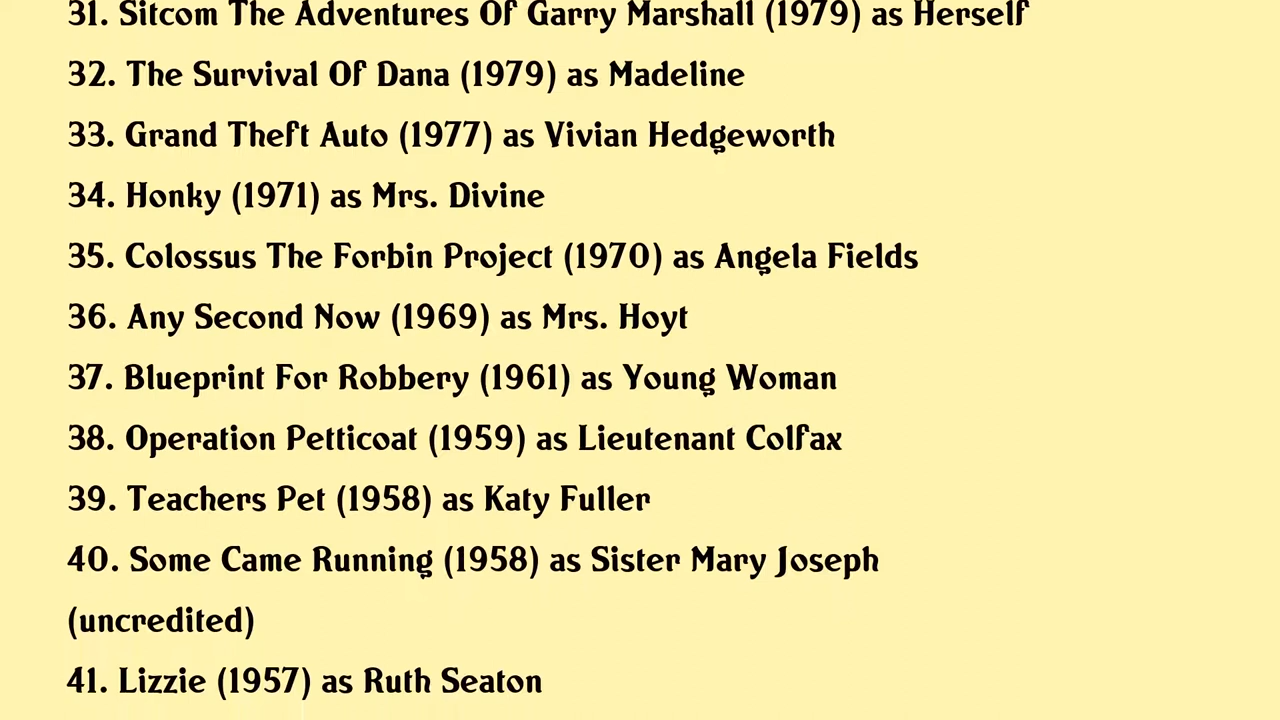 31. Sitcom The Adventures Of Garry Marshall (1979) as Herself
32. The Survival Of Dana (1979) as Madeline
33. Grand Theft Auto (1977) as Vivian Hedgeworth
34. Honky (1971) as Mrs. Divine
35. Colossus The Forbin Project (1970) as Angela Fields
36. Any Second Now (1969) as Mrs. Hoyt
37. Blueprint For Robbery (1961) as Young Woman
38. Operation Petticoat (1959) as Lieutenant Colfax
39. Teachers Pet (1958) as Katy Fuller
40. Some Came Running (1958) as Sister Mary Joseph
(uncredited)
41. Lizzie (1957) as Ruth Seaton